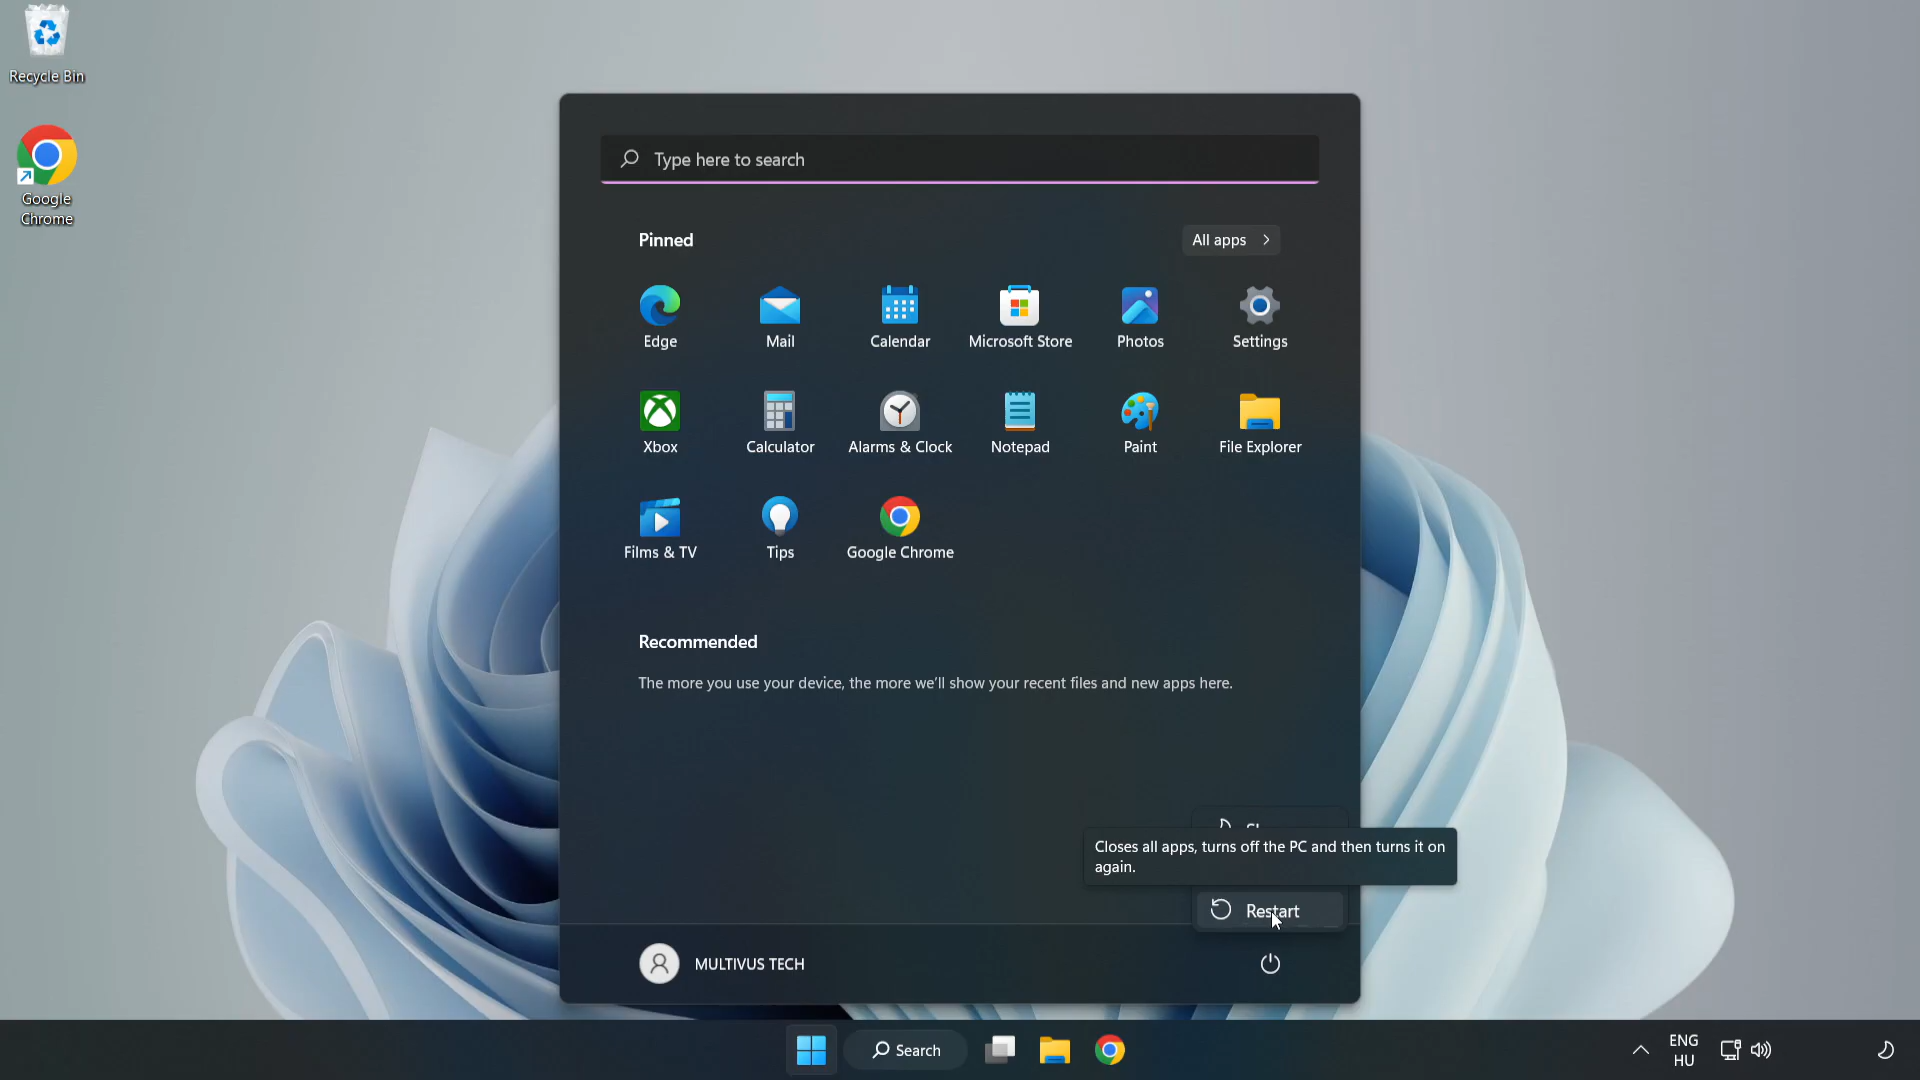 Recycle Bin
Google
Chrome
Type here to search
Pinned
All apps
Edge
Mail
Calendar
Microsoft Store
Photos
Settings
Xbox
Calculator
Alarms & Clock
Notepad
Paint
File Explorer
Films & TV
Tips
Google Chrome
Recommended
The more you use your device, the more we'll show your recent files and new apps here.
Closes all apps, turns off the PC and then turns it on
again.
Restart
MULTIVUS TECH
Search
ENG
HU